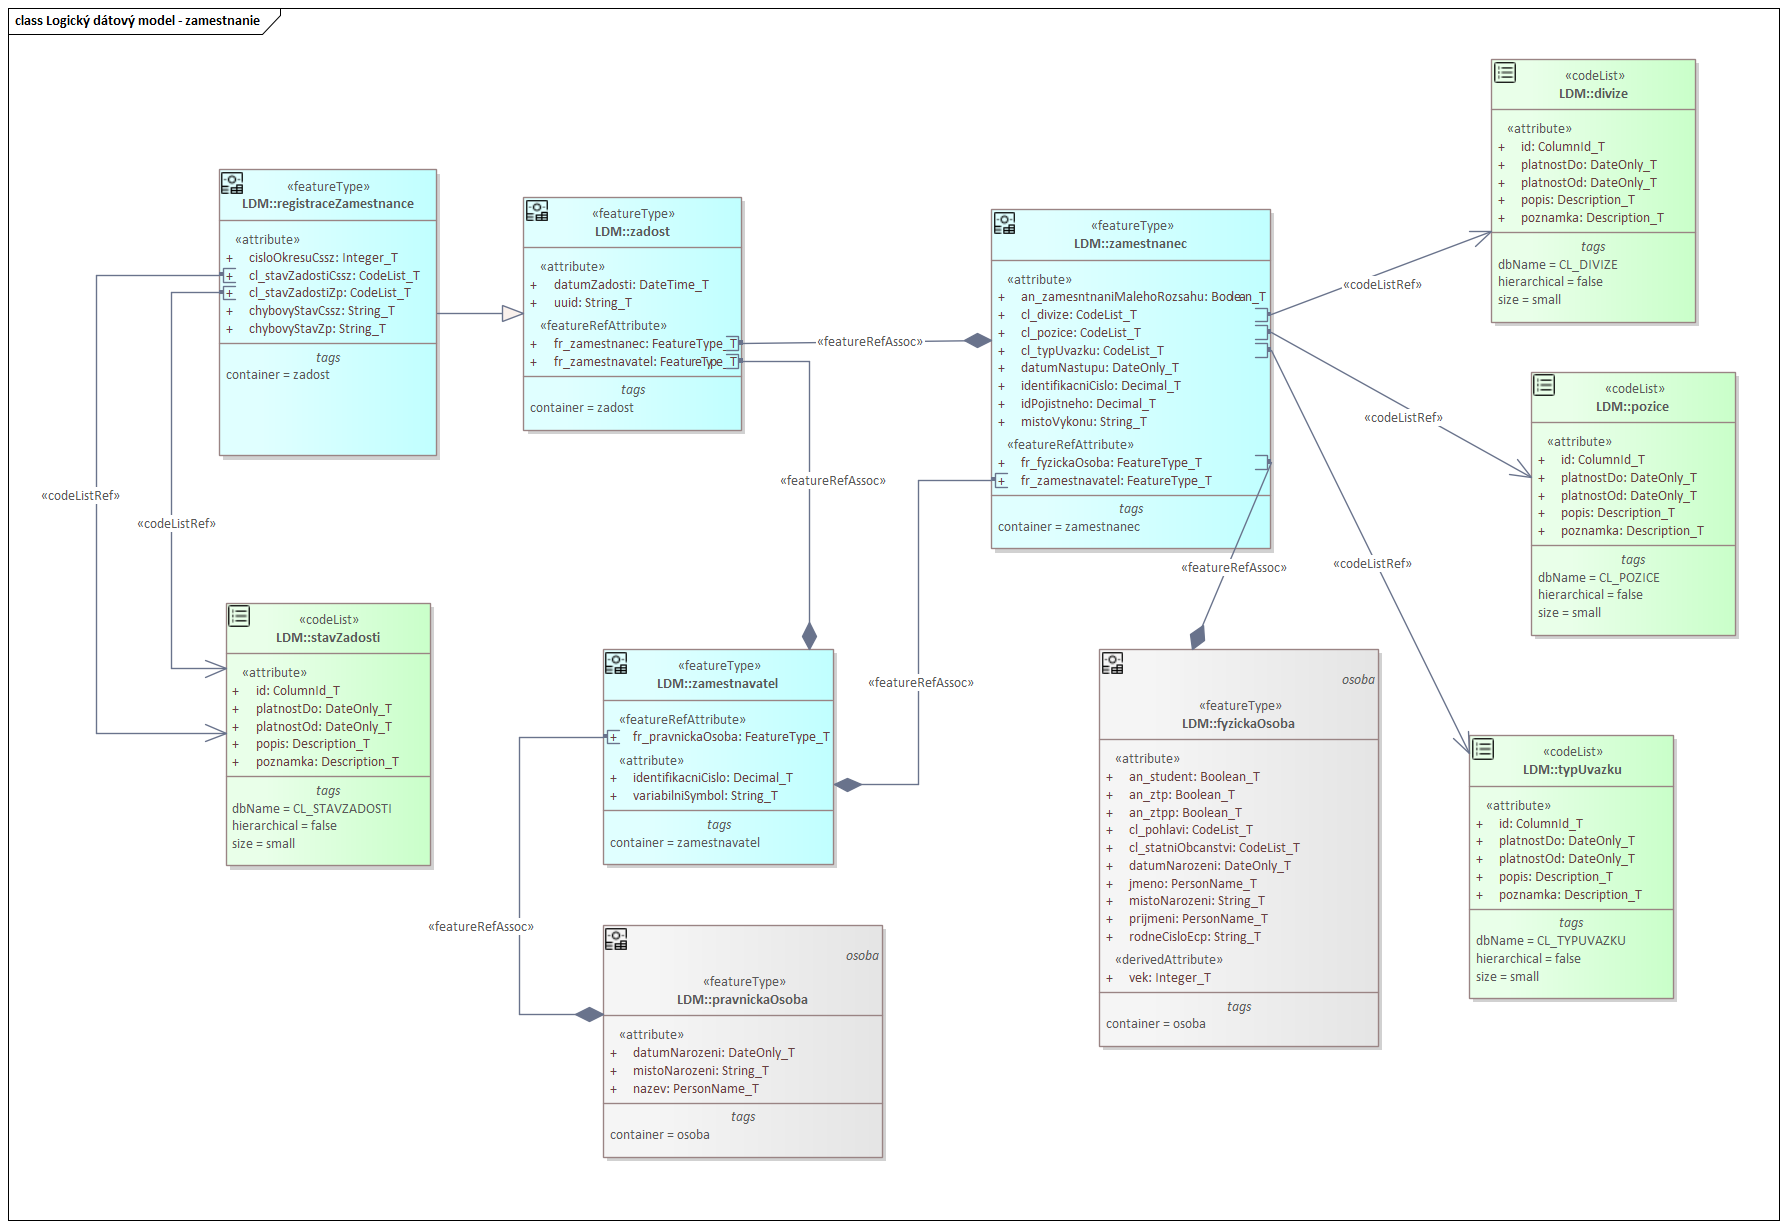 class Logický dátový model - zamestnanie
«featureType»
LDM::registraceZamestnance
«attribute»
+ cisloOkresuCssz: Integer_T
+ cl_stavZadostiCssz: CodeList_T
+ cl_stavZadostiZp: CodeList_T
+ chybovyStavCssz: String_T
+ chybovyStavZp: String_T
tags
container = zadost
«featureType»
LDM::zadost
«attribute»
+ datumZadosti: DateTime_T
+ uuid: String_T
«featureRefAttribute»
+ fr_zamestnanec: FeatureType_T
+ fr_zamestnavatel: FeatureType_T
tags
container = zadost
«featureRefAssoc»
«featureType»
LDM::zamestnanec
«attribute»
+ an_zamesntnaniMalehoRozsahu: Boolean_T
+ cl_divize: CodeList_T
+ cl_pozice: CodeList_T
+ cl_typUvazku: CodeList_T
+ datumNastupu: DateOnly_T
+ identifikacniCislo: Decimal_T
+ idPojistneho: Decimal_T
+ mistoVykonu: String_T
«featureRefAttribute»
+ fr_fyzickaOsoba: FeatureType_T
+ fr_zamestnavatel: FeatureType_T
tags
container = zamestnanec
«codeListRef»
«codeList»
LDM::divize
«attribute»
+ id: ColumnId_T
+ platnostDo: DateOnly_T
+ platnostOd: DateOnly_T
+ popis: Description_T
+ poznamka: Description_T
tags
dbName = CL_DIVIZE
hierarchical = false
size = small
«codeListRef»
«codeList»
LDM::pozice
«attribute»
+ id: ColumnId_T
+ platnostDo: DateOnly_T
+ platnostOd: DateOnly_T
+ popis: Description_T
+ poznamka: Description_T
tags
dbName = CL_POZICE
hierarchical = false
size = small
«codeListRef»
«codeListRef»
«featureRefAssoc»
«featureRefAssoc»
«codeListRef»
«codeList»
LDM::stavZadosti
«attribute»
+ id: ColumnId_T
+ platnostDo: DateOnly_T
+ platnostOd: DateOnly_T
+ popis: Description_T
+ poznamka: Description_T
tags
dbName = CL_STAVZADOSTI
hierarchical = false
size = small
«featureType»
LDM::zamestnavatel
«featureRefAttribute»
+ fr_pravnickaOsoba: FeatureType_T
«attribute»
+ identifikacniCislo: Decimal_T
+ variabilniSymbol: String_T
tags
container = zamestnavatel
«featureRefAssoc»
osoba
«featureType»
LDM::fyzickaOsoba
«attribute»
+ an_student: Boolean_T
+ an_ztp: Boolean_T
+ an_ztpp: Boolean_T
+ cl_pohlavi: CodeList_T
+ cl_statniObcanstvi: CodeList_T
+ datumNarozeni: DateOnly_T
+ jmeno: PersonName_T
+ mistoNarozeni: String_T
+ prijmeni: PersonName_T
+ rodneCisloEcp: String_T
«derivedAttribute»
+ vek: Integer_T
tags
container = osoba
«codeList»
LDM::typUvazku
«attribute»
+ id: ColumnId_T
+ platnostDo: DateOnly_T
+ platnostOd: DateOnly_T
+ popis: Description_T
+ poznamka: Description_T
tags
dbName = CL_TYPUVAZKU
hierarchical = false
size = small
«featureRefAssoc»
osoba
«featureType»
LDM::pravnickaOsoba
«attribute»
+ datumNarozeni: DateOnly_T
+ mistoNarozeni: String_T
+ nazev: PersonName_T
tags
container = osoba